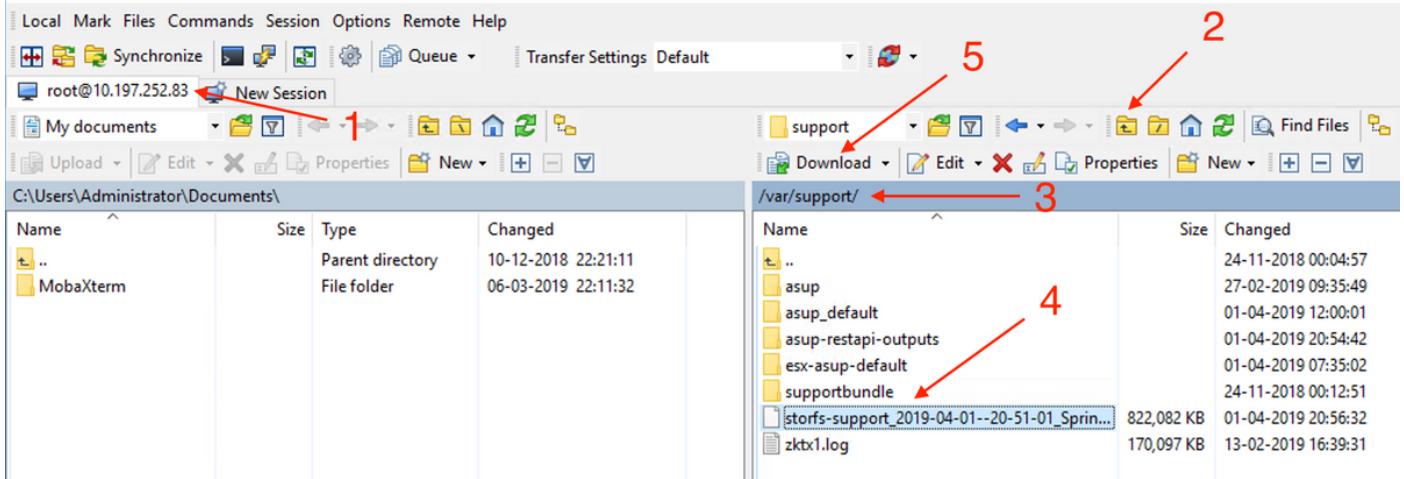 Local Mark Files Commands Session Options Remote Help
2
Synchronize Queue Transfer Settings Default
5
root@10.197.252.83 New Session
1
My documents support Find Files
Upload Edit Properties New Download Edit Properties New
C:\Users\Administrator\Documents\ /var/support/
3
Name Size Type Changed Name Size Changed
.. Parent directory 10-12-2018 22:21:11 .. 24-11-2018 00:04:57
MobaXterm File folder 06-03-2019 22:11:32 asup 27-02-2019 09:35:49
4
asup_default 01-04-2019 12:00:01
asup-restapi-outputs 01-04-2019 20:54:42
esx-asup-default 01-04-2019 07:35:02
supportbundle 24-11-2018 00:12:51
storfs-support_2019-04-01--20-51-01_Sprin... 822,082 KB 01-04-2019 20:56:32
zktx1.log 170,097 KB 13-02-2019 16:39:31